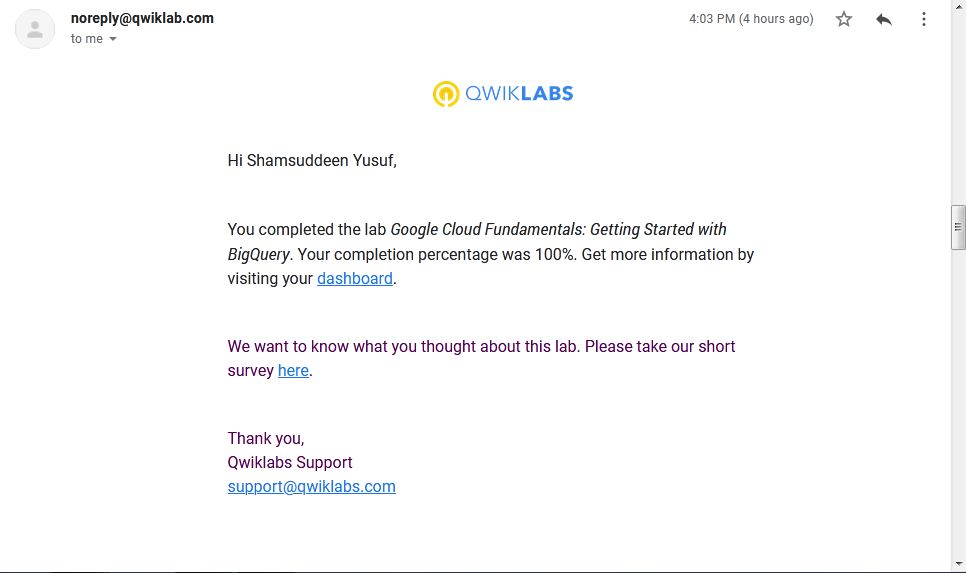 noreply@qwiklab.com
4:03 PM (4 hours ago)
to me
QWIKLABS
Hi Shamsuddeen Yusuf,
You completed the lab Google Cloud Fundamentals: Getting Started with
BigQuery. Your completion percentage was 100%. Get more information by
visiting your dashboard.
We want to know what you thought about this lab. Please take our short
survey here.
Thank you,
Qwiklabs Support
support@qwiklabs.com